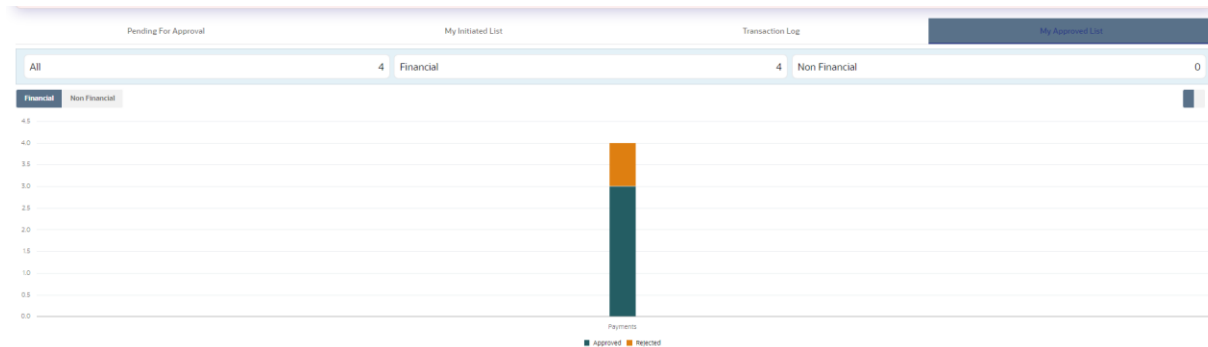 Pending For Approval My Initiated List Transaction Log My Approved List
All 4 Financial 4 Non Financial 0
Financial Non Financial
4.5
4.0
3.5
3.0
2.5
2.0
1.5
1.0
0.5
0.0
Payments
Approved Rejected